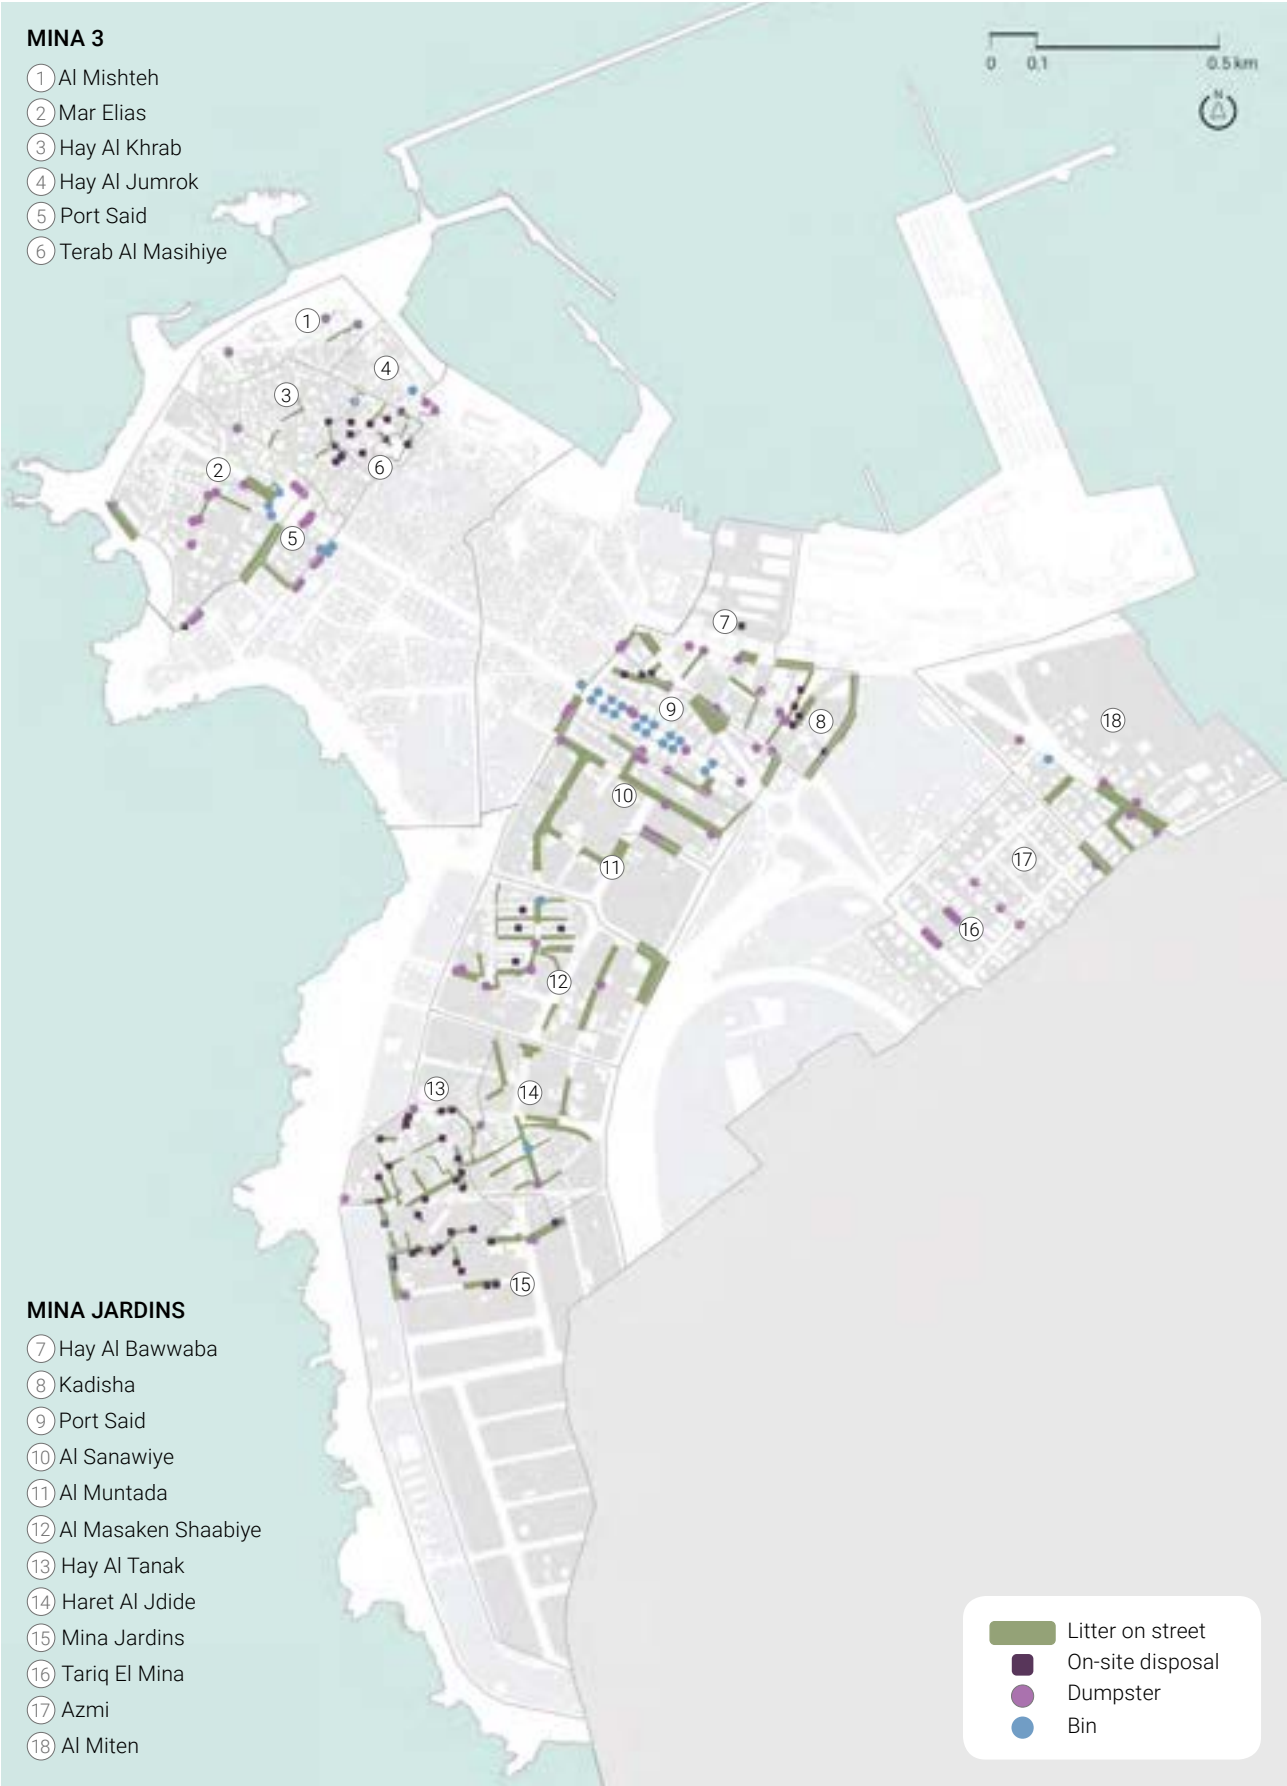 MINA 3
1 Al Mishteh
2 Mar Elias
3 Hay Al Khrab
4 Hay Al Jumrok
5 Port Said
6 Terab Al Masihiye
0 0.1 0.5 km
N
1
4
3
2
6
5
7
9
8
18
10
17
11
16
12
13
14
15
MINA JARDINS
7 Hay Al Bawwaba
8 Kadisha
9 Port Said
10 Al Sanawiye
11 Al Muntada
12 Al Masaken Shaabiye
13 Hay Al Tanak
14 Haret Al Jdide
15 Mina Jardins
16 Tariq El Mina
17 Azmi
18 Al Miten
Litter on street
On-site disposal
Dumpster
Bin